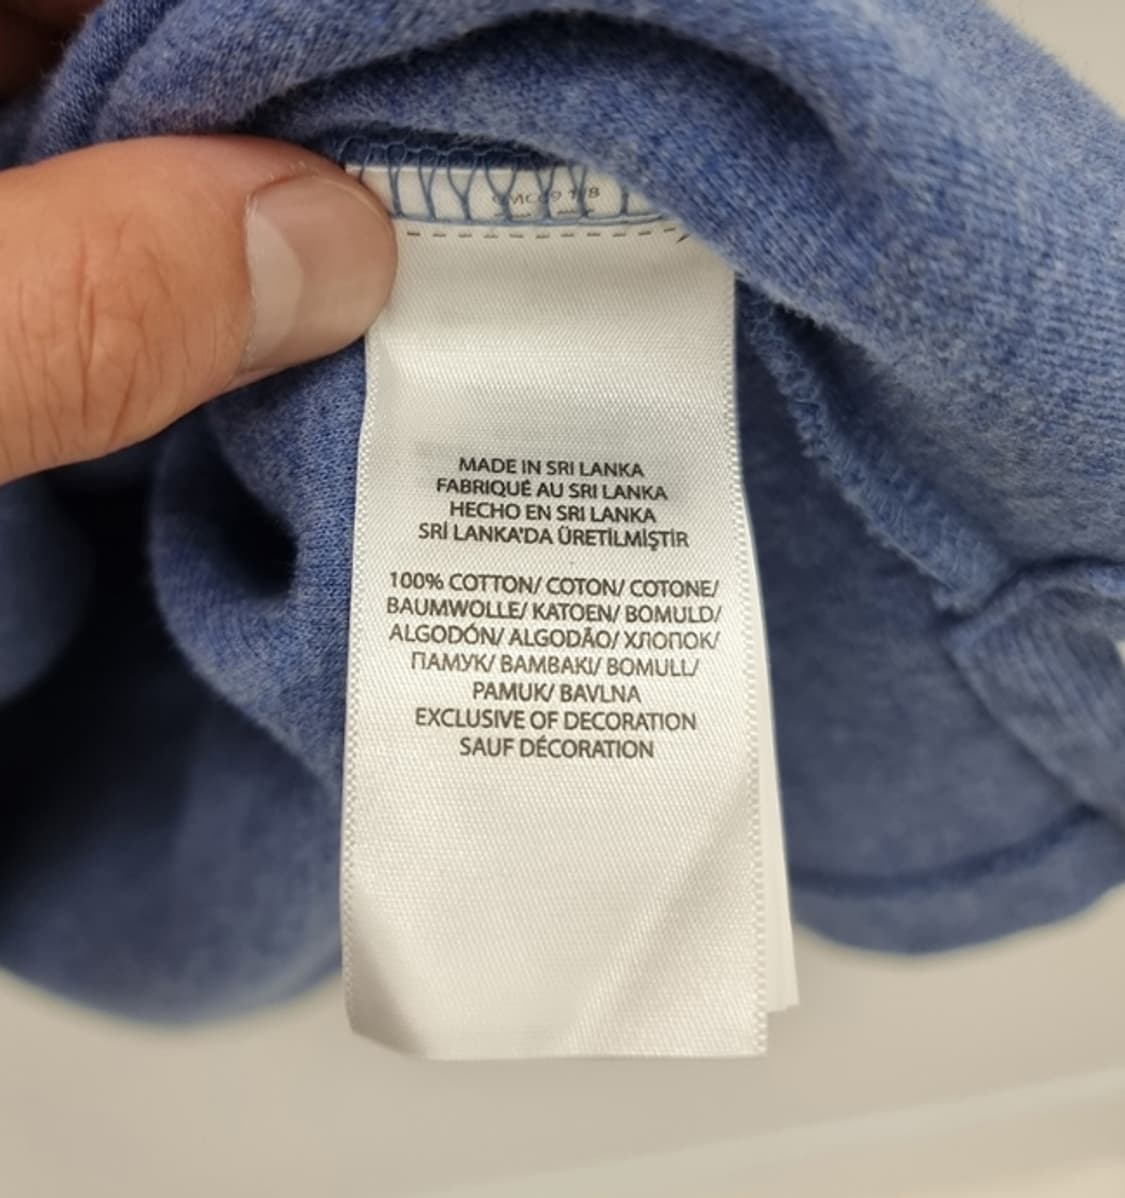 MADE IN SRI LANKA
FABRIQUÉ AU SRI LANKA
HECHO EN SRI LANKA
SRİ LANKA'DA ÜRETİLMİŞTİR
100% COTTON/ COTON/ COTONE/
BAUMWOLLE/ KATOEN/ BOMULD/
ALGODÓN/ ALGODÃO/ ХЛОПОК/
ПАМУК/ BAMBAKI/ BOMULL/
PAMUK/ BAVLNA
EXCLUSIVE OF DECORATION
SAUF DÉCORATION